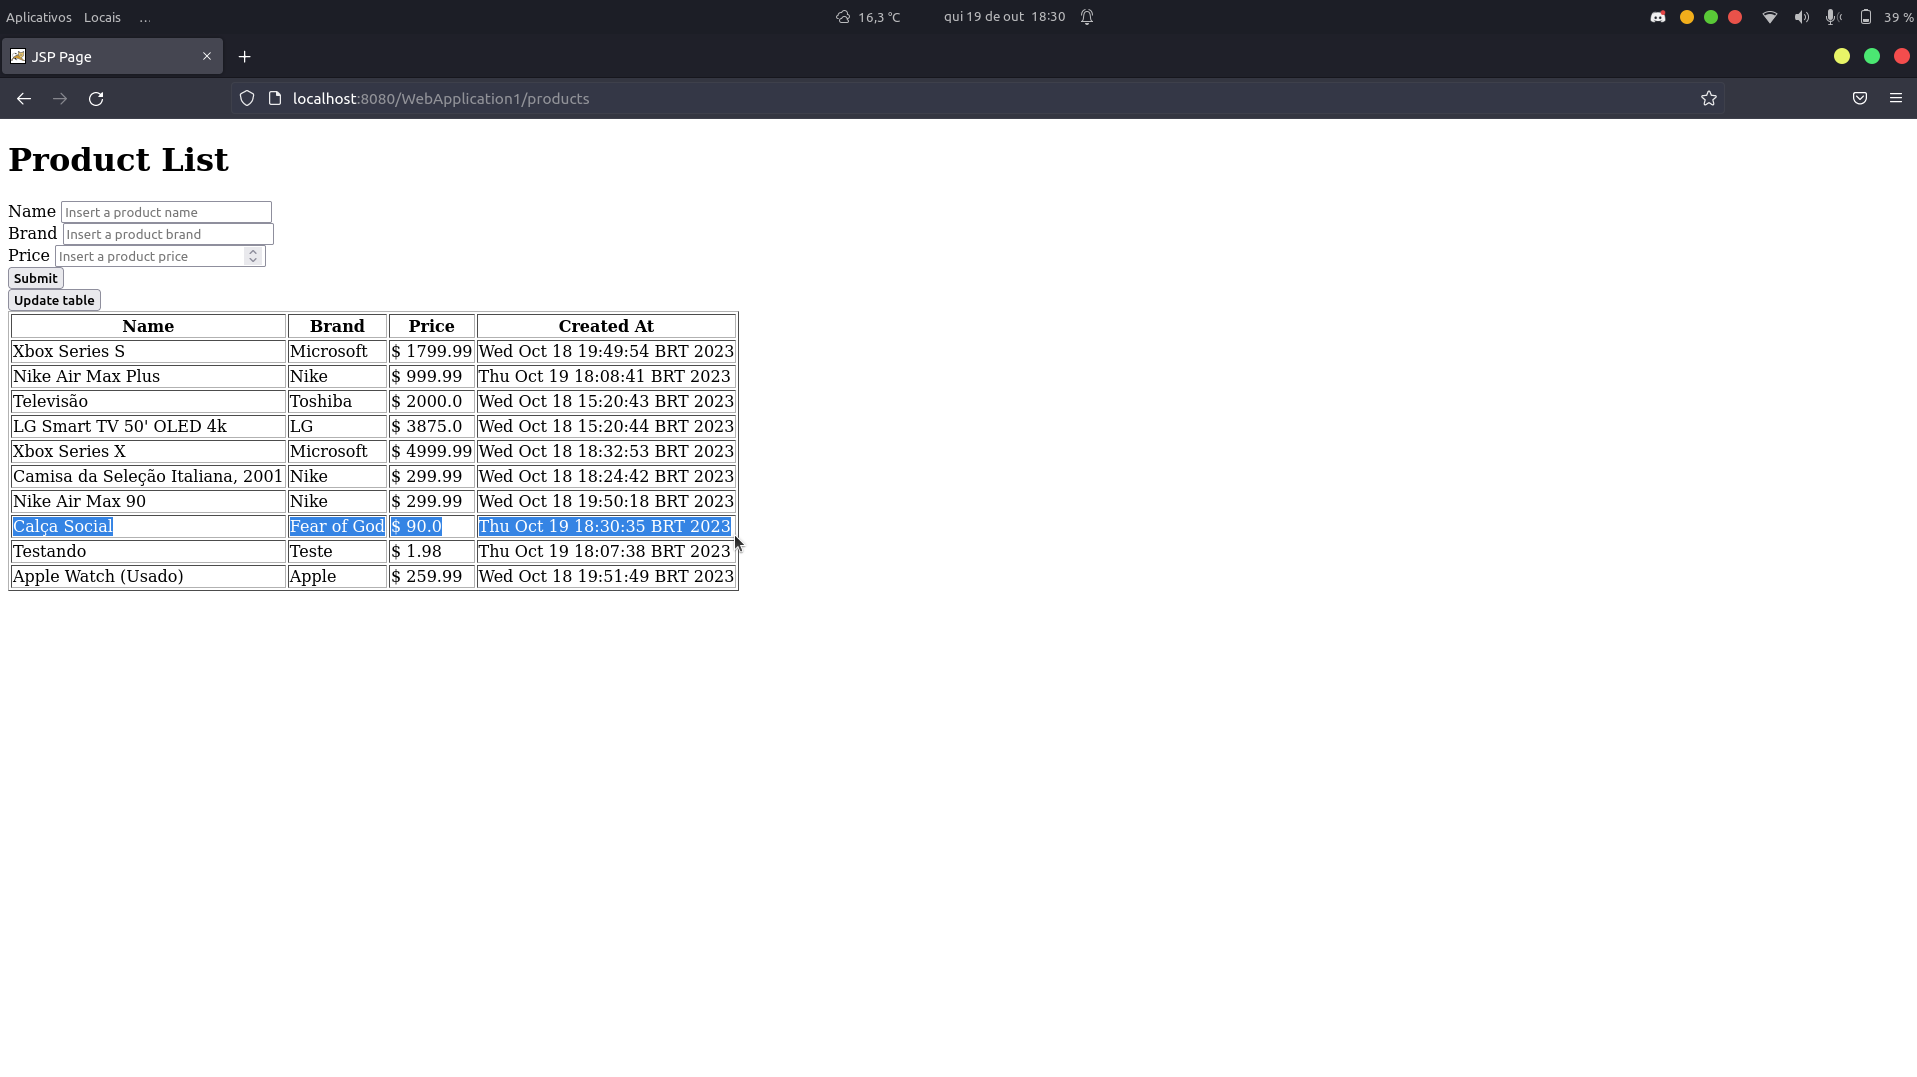 Aplicativos Locais ... 16,3 °C qui 19 de out 18:30 39 %
JSP Page
localhost:8080/WebApplication1/products
Product List
Name Insert a product name
Brand Insert a product brand
Price Insert a product price
Submit
Update table
Name Brand Price Created At
Xbox Series S Microsoft $ 1799.99 Wed Oct 18 19:49:54 BRT 2023
Nike Air Max Plus Nike $ 999.99 Thu Oct 19 18:08:41 BRT 2023
Televisão Toshiba $ 2000.0 Wed Oct 18 15:20:43 BRT 2023
LG Smart TV 50' OLED 4k LG $ 3875.0 Wed Oct 18 15:20:44 BRT 2023
Xbox Series X Microsoft $ 4999.99 Wed Oct 18 18:32:53 BRT 2023
Camisa da Seleção Italiana, 2001 Nike $ 299.99 Wed Oct 18 18:24:42 BRT 2023
Nike Air Max 90 Nike $ 299.99 Wed Oct 18 19:50:18 BRT 2023
Calça Social Fear of God $ 90.0 Thu Oct 19 18:30:35 BRT 2023
Testando Teste $ 1.98 Thu Oct 19 18:07:38 BRT 2023
Apple Watch (Usado) Apple $ 259.99 Wed Oct 18 19:51:49 BRT 2023